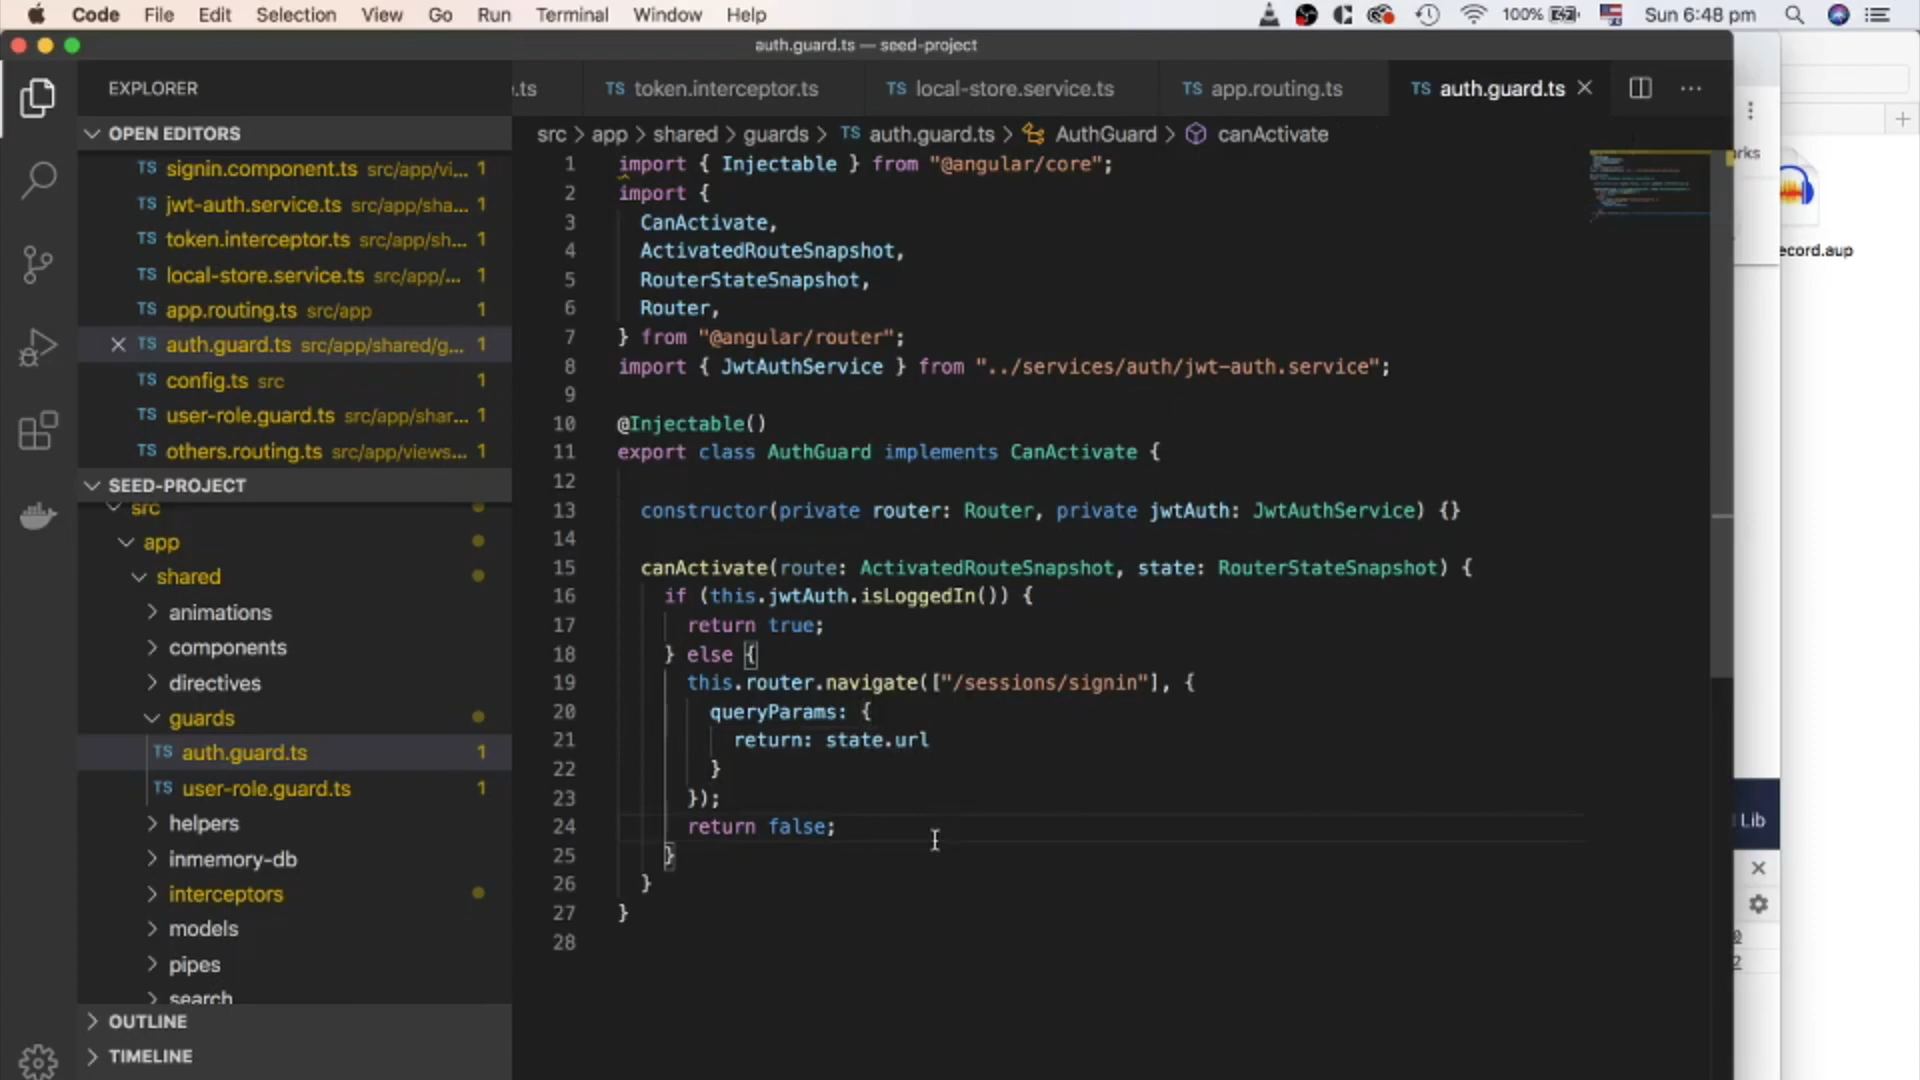 Code File Edit Selection View Go Run Terminal Window Help 100% Sun 6:48 pm
auth.guard.ts — seed-project
EXPLORER
.ts TS token.interceptor.ts TS local-store.service.ts TS app.routing.ts TS auth.guard.ts
OPEN EDITORS
src > app > shared > guards > TS auth.guard.ts > AuthGuard > canActivate
TS signin.component.ts src/app/vi... 1
TS jwt-auth.service.ts src/app/sha... 1
TS token.interceptor.ts src/app/sh... 1
TS local-store.service.ts src/app/... 1
TS app.routing.ts src/app 1
TS auth.guard.ts src/app/shared/g... 1
TS config.ts src 1
TS user-role.guard.ts src/app/shar... 1
TS others.routing.ts src/app/views... 1
SEED-PROJECT
src
app
shared
animations
components
directives
guards
TS auth.guard.ts 1
TS user-role.guard.ts 1
helpers
inmemory-db
interceptors
models
pipes
search
OUTLINE
TIMELINE
1 import { Injectable } from "@angular/core";
2 import {
3 CanActivate,
4 ActivatedRouteSnapshot,
5 RouterStateSnapshot,
6 Router,
7 } from "@angular/router";
8 import { JwtAuthService } from "../services/auth/jwt-auth.service";
9
10 @Injectable()
11 export class AuthGuard implements CanActivate {
12
13 constructor(private router: Router, private jwtAuth: JwtAuthService) {}
14
15 canActivate(route: ActivatedRouteSnapshot, state: RouterStateSnapshot) {
16 if (this.jwtAuth.isLoggedIn()) {
17 return true;
18 } else {
19 this.router.navigate(["/sessions/signin"], {
20 queryParams: {
21 return: state.url
22 }
23 });
24 return false;
25 }
26 }
27 }
28
rks
ecord.aup
Lib